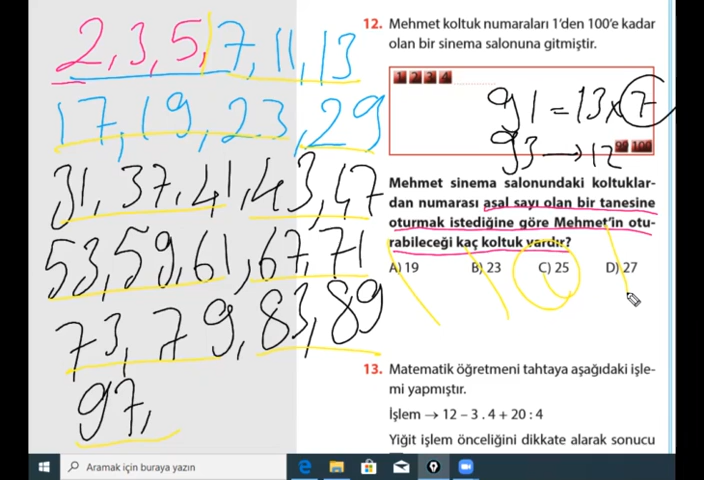 2, 3, 5, 7, 11, 13
17, 19, 23, 29
31, 37, 41, 43, 47
53, 59, 61, 67, 71
73, 79, 83, 89
97,
12. Mehmet koltuk numaraları 1'den 100'e kadar
olan bir sinema salonuna gitmiştir.
1 2 3 4
91 = 13x7
93 → 12
99 100
Mehmet sinema salonundaki koltuklar-
dan numarası asal sayı olan bir tanesine
oturmak istediğine göre Mehmet'in otu-
rabileceği kaç koltuk vardır?
A) 19 B) 23 C) 25 D) 27
13. Matematik öğretmeni tahtaya aşağıdaki işle-
mi yapmıştır.
İşlem → 12 – 3 . 4 + 20 : 4
Yiğit işlem önceliğini dikkate alarak sonucu
Aramak için buraya yazın